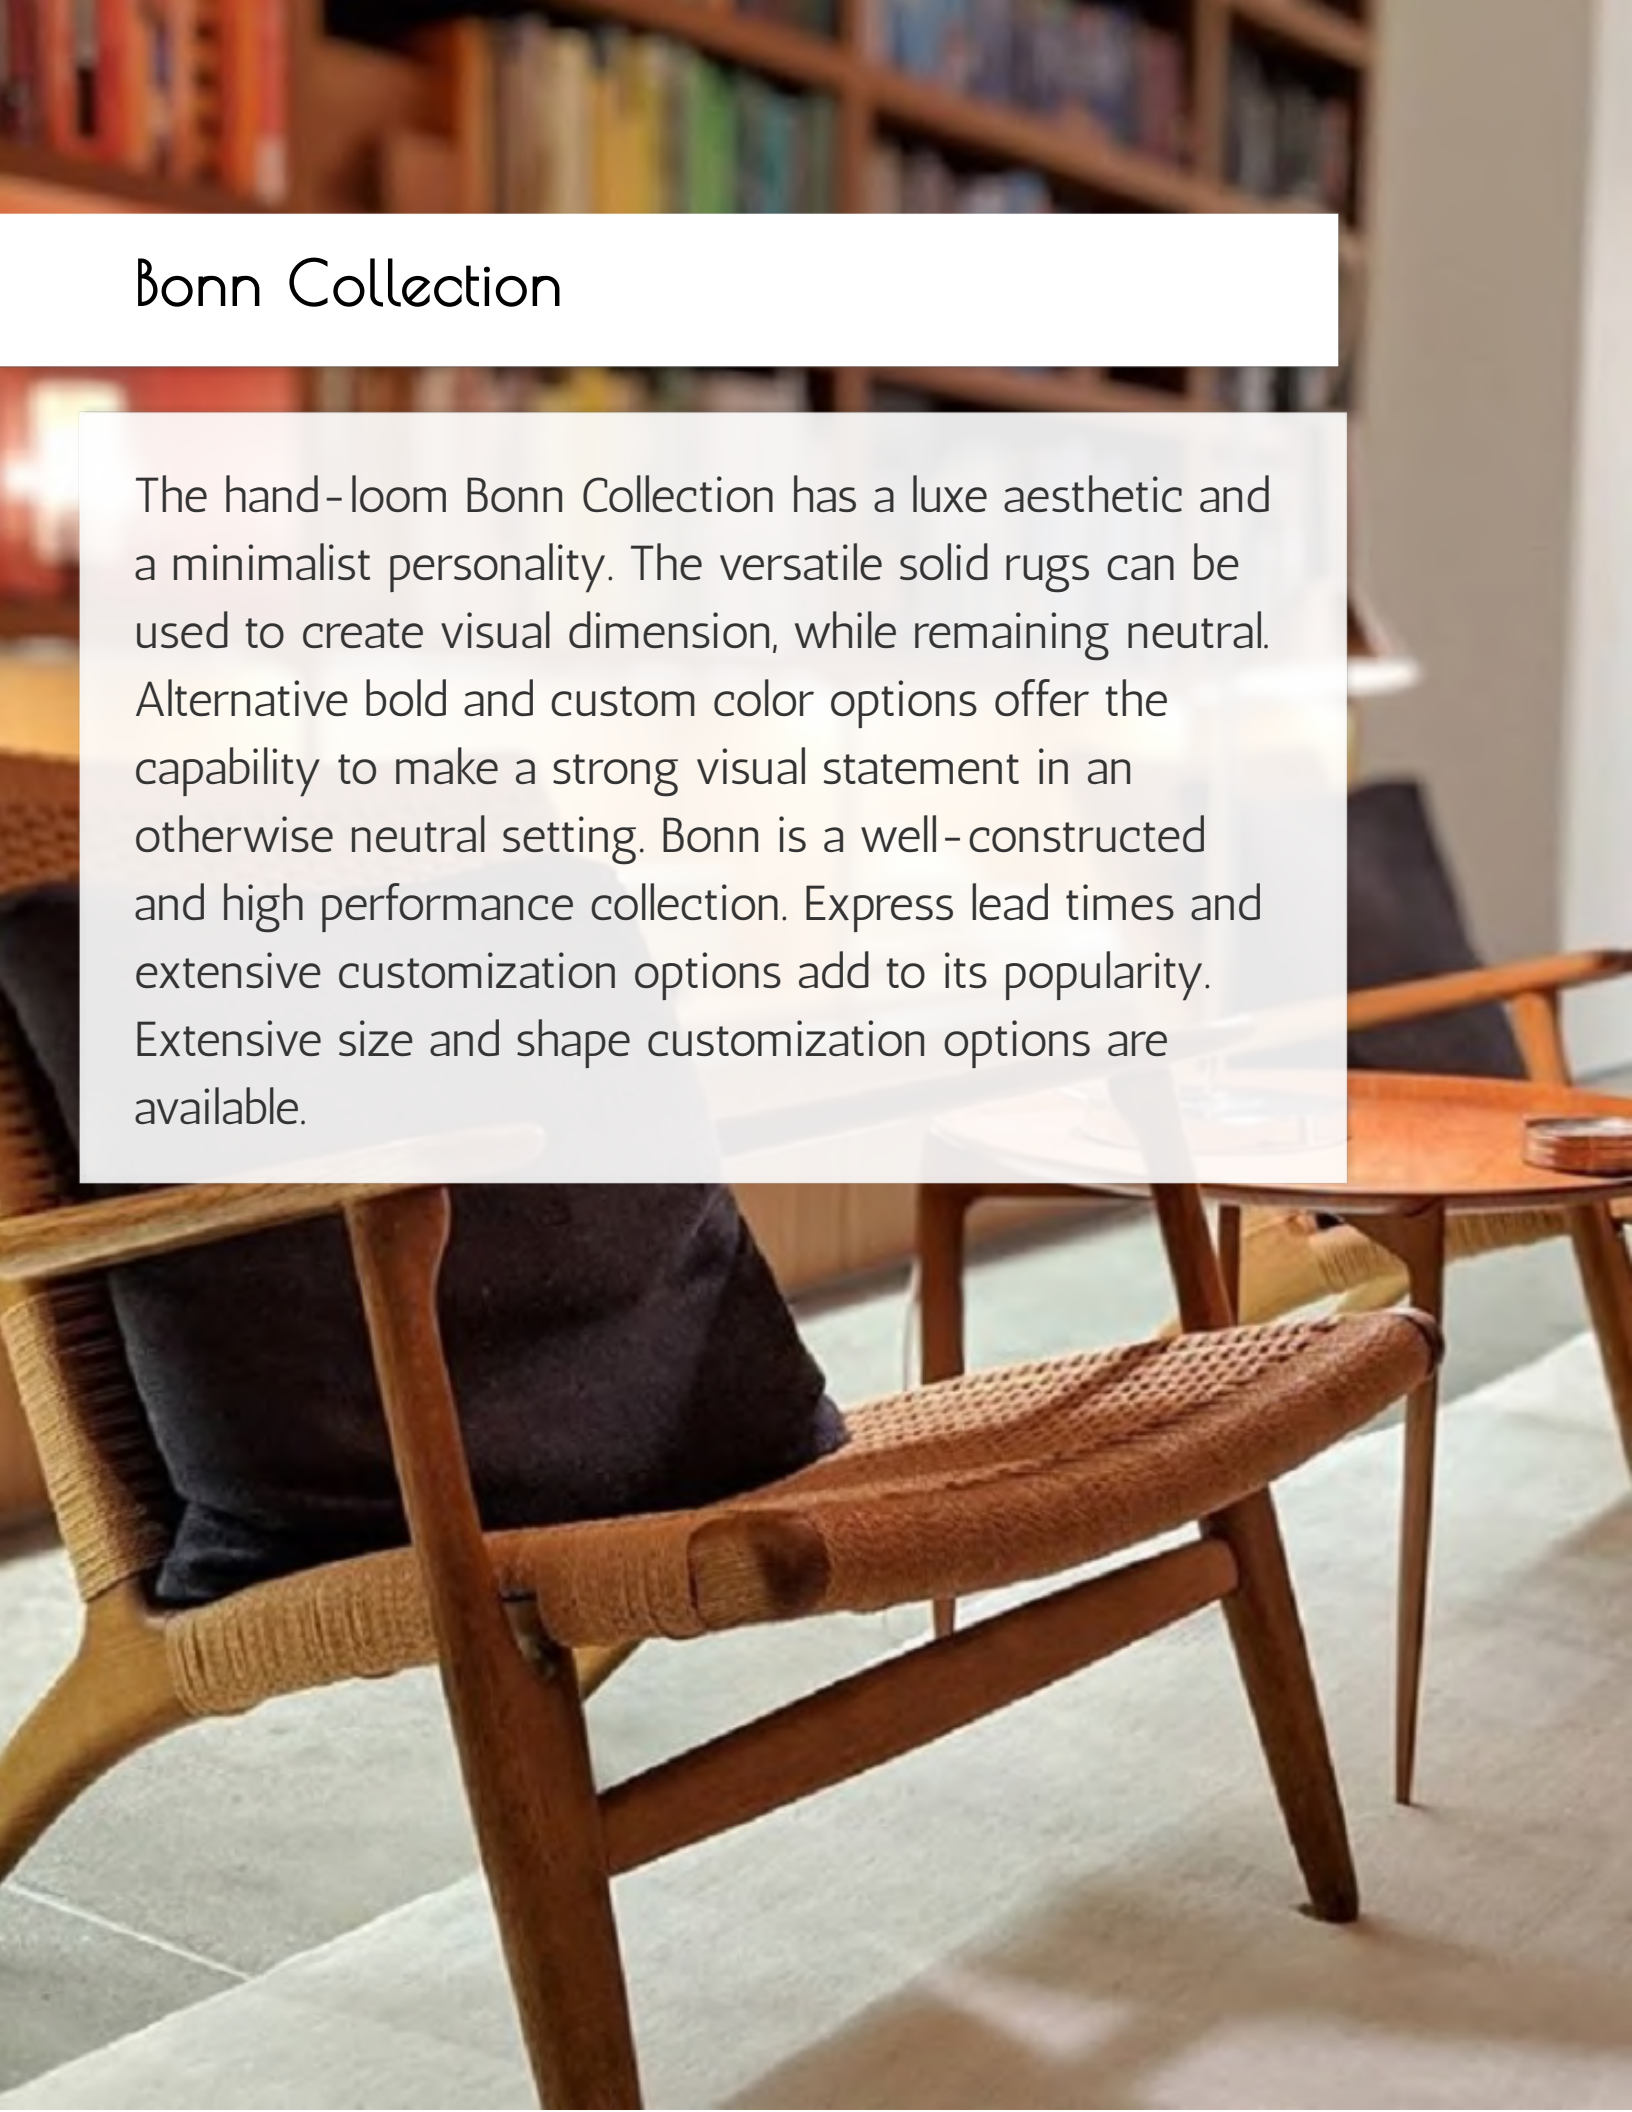 Bonn Collection
The hand-loom Bonn Collection has a luxe aesthetic and
a minimalist personality. The versatile solid rugs can be
used to create visual dimension, while remaining neutral.
Alternative bold and custom color options offer the
capability to make a strong visual statement in an
otherwise neutral setting. Bonn is a well-constructed
and high performance collection. Express lead times and
extensive customization options add to its popularity.
Extensive size and shape customization options are
available.